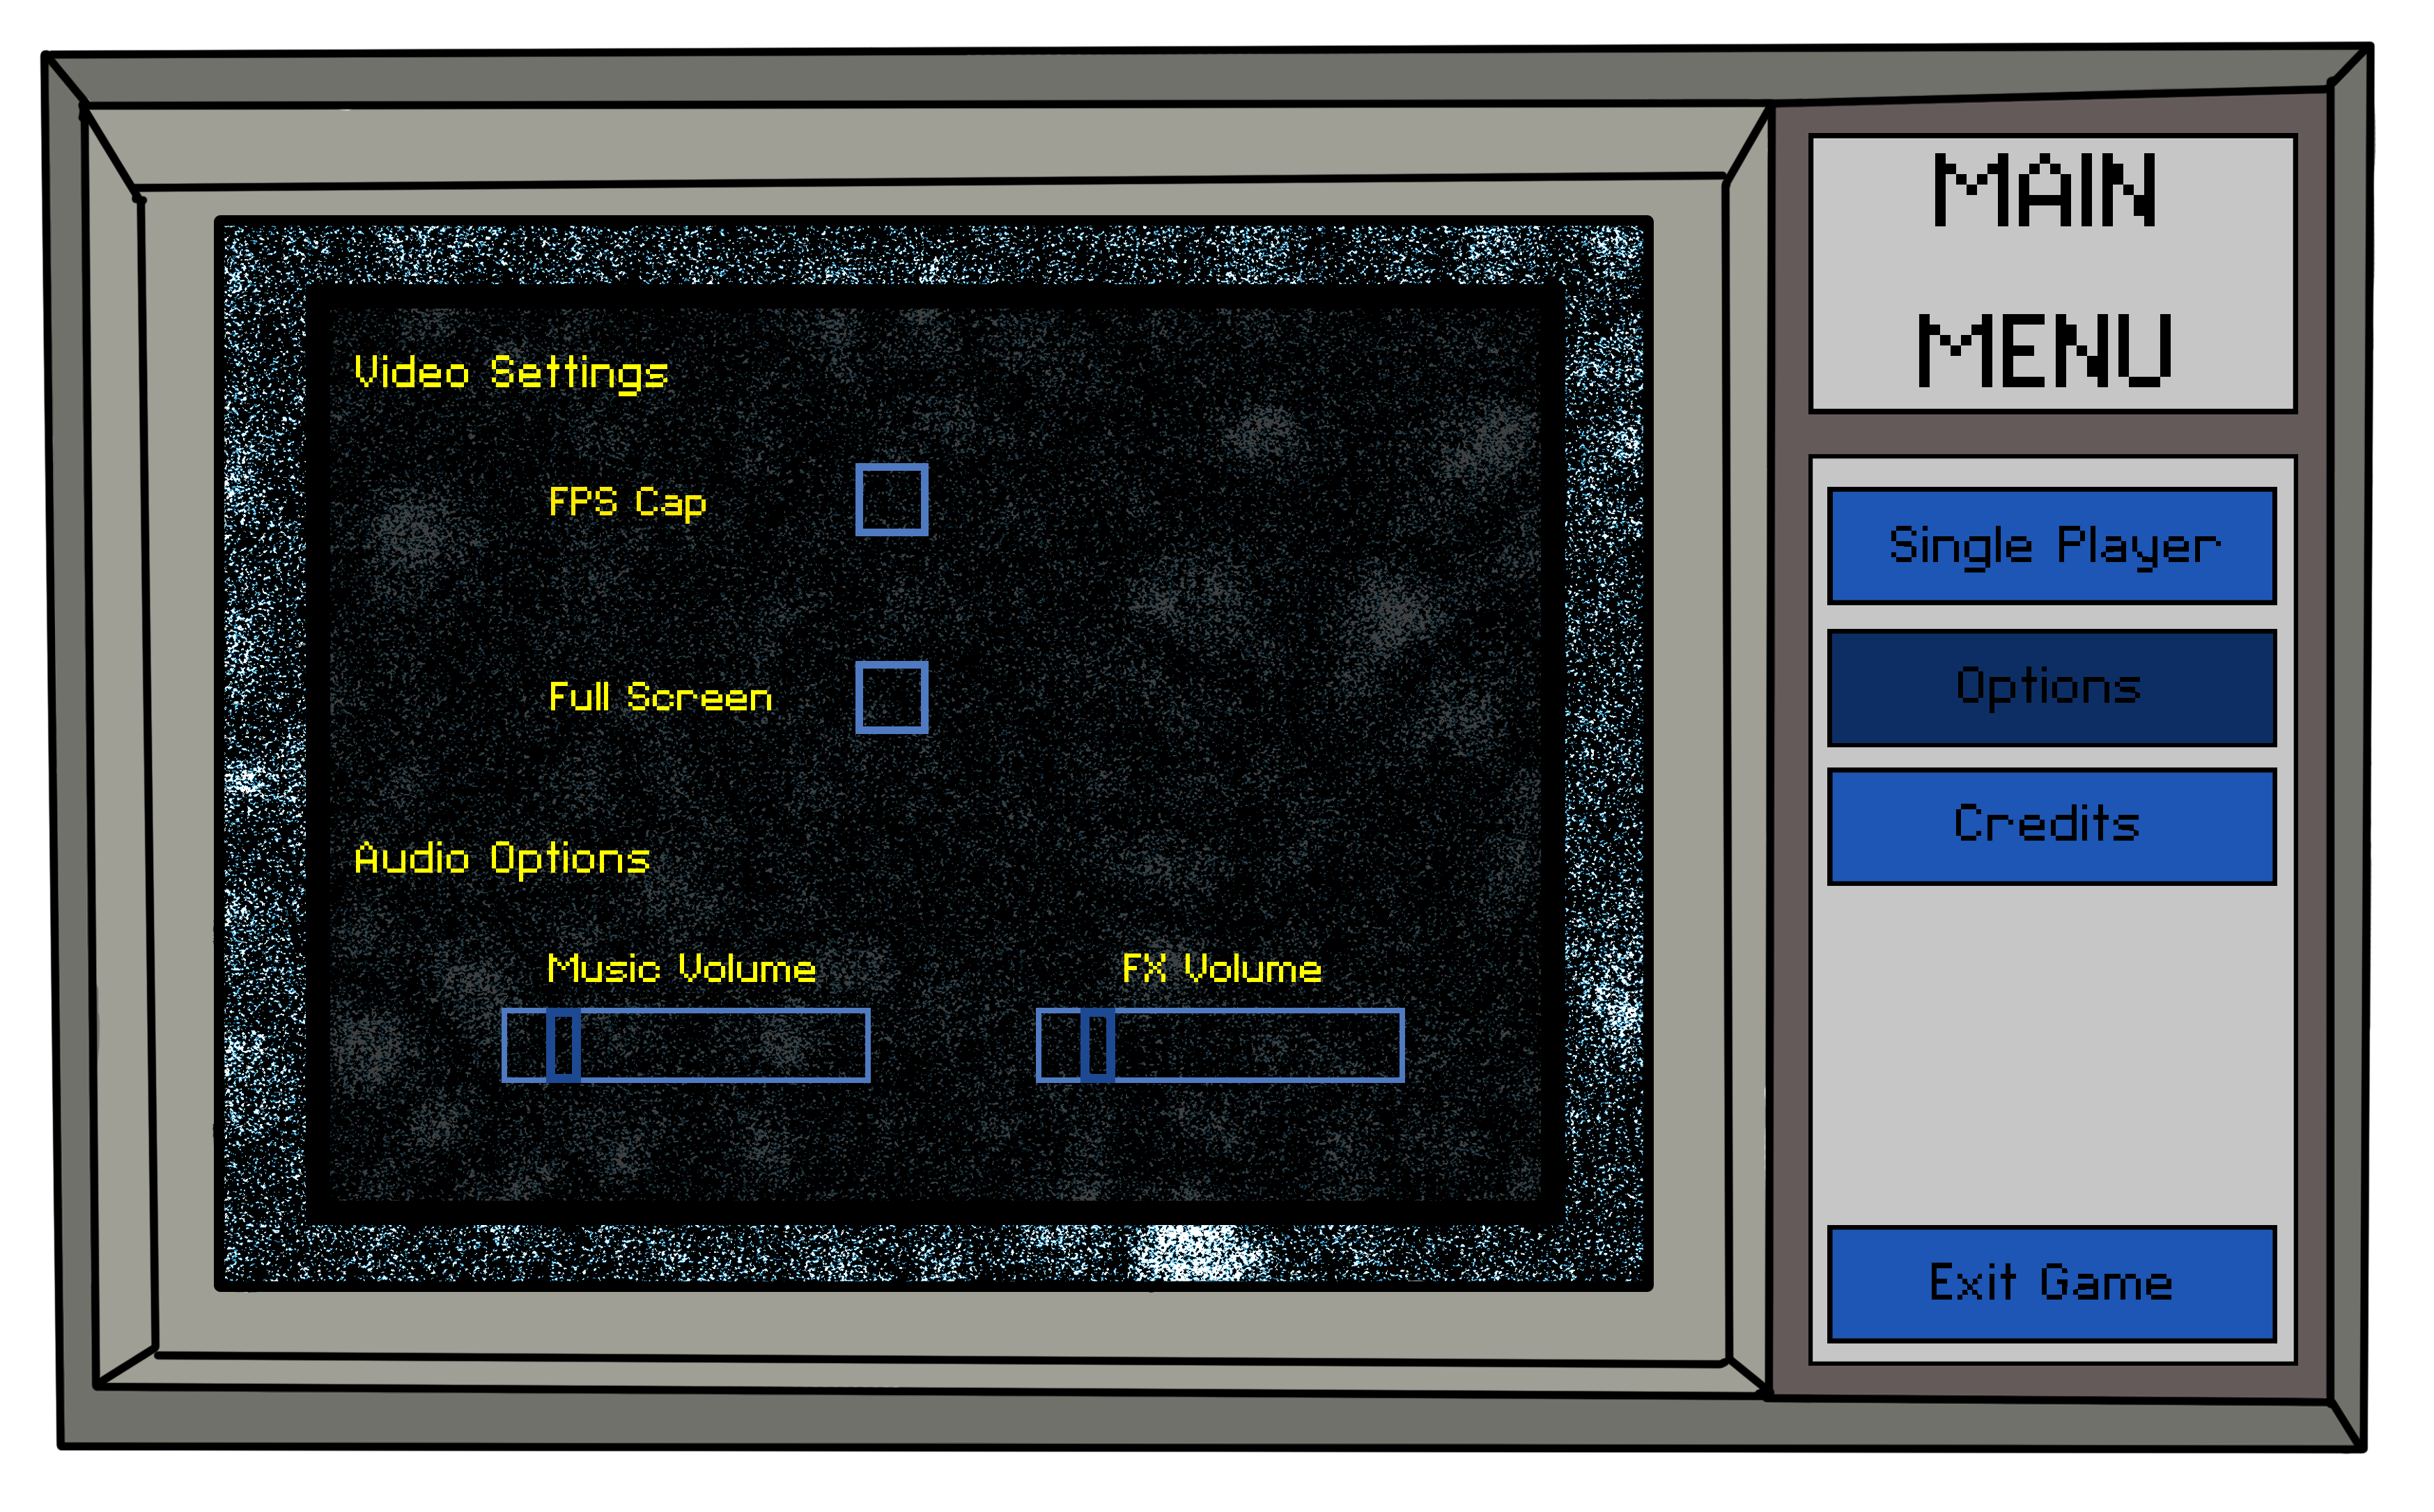 MAIN
MENU
Video Settings
FPS Cap
Full Screen
Audio Options
Music Volume
FX Volume
Single Player
Options
Credits
Exit Game